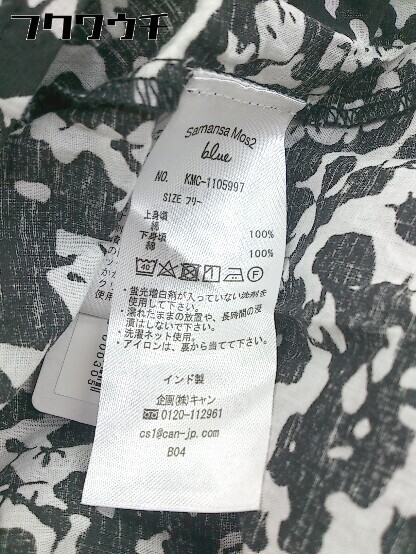 フクウクチ
Samansa Mos2
blue
NO. KMC-1105997
SIZE フリー
上身頃
綿 100%
下身頃
綿 100%
40
F
・蛍光増白剤が入っていない洗剤を
使用して下さい。
・濡れたままの放置や、長時間の浸
漬はしないで下さい。
・洗濯ネット使用。
・アイロンは、裏から当てて下さい。
インド製
企画(株)キャン
0120-112961
cs1@can-jp.com
B04